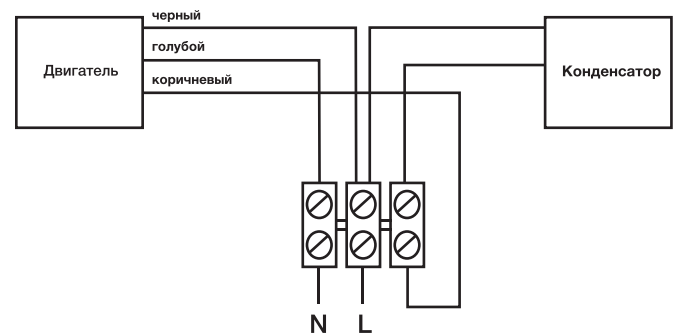 черный
голубой
Двигатель
коричневый
Конденсатор
N L